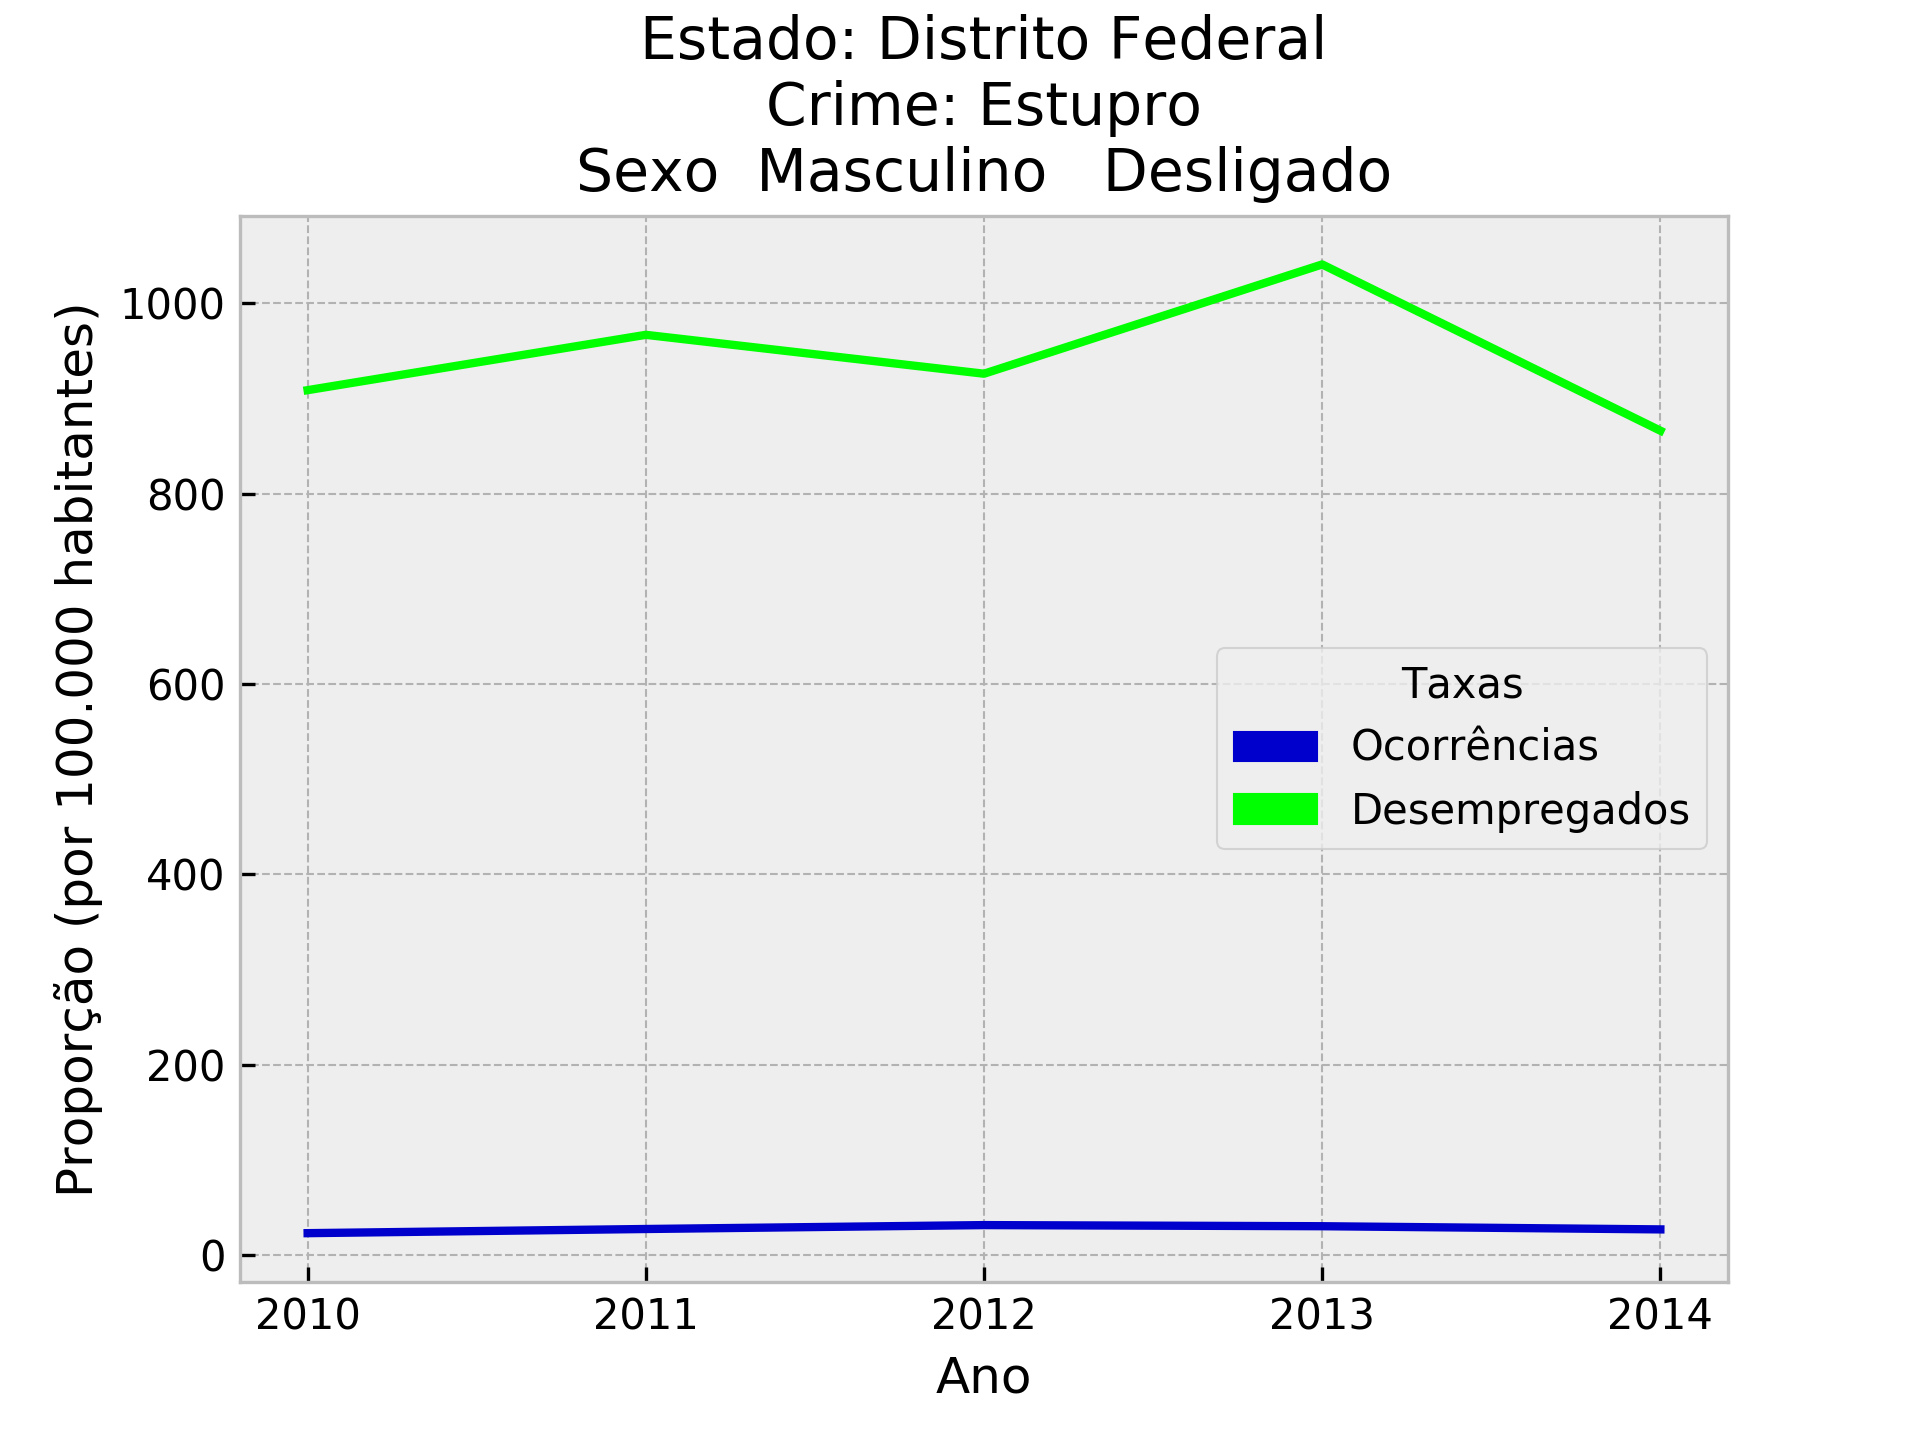 Estado: Distrito Federal
Crime: Estupro
Sexo  Masculino   Desligado
Proporção (por 100.000 habitantes)
1000
800
600
400
200
0
Taxas
Ocorrências
Desempregados
2010 2011 2012 2013 2014
Ano